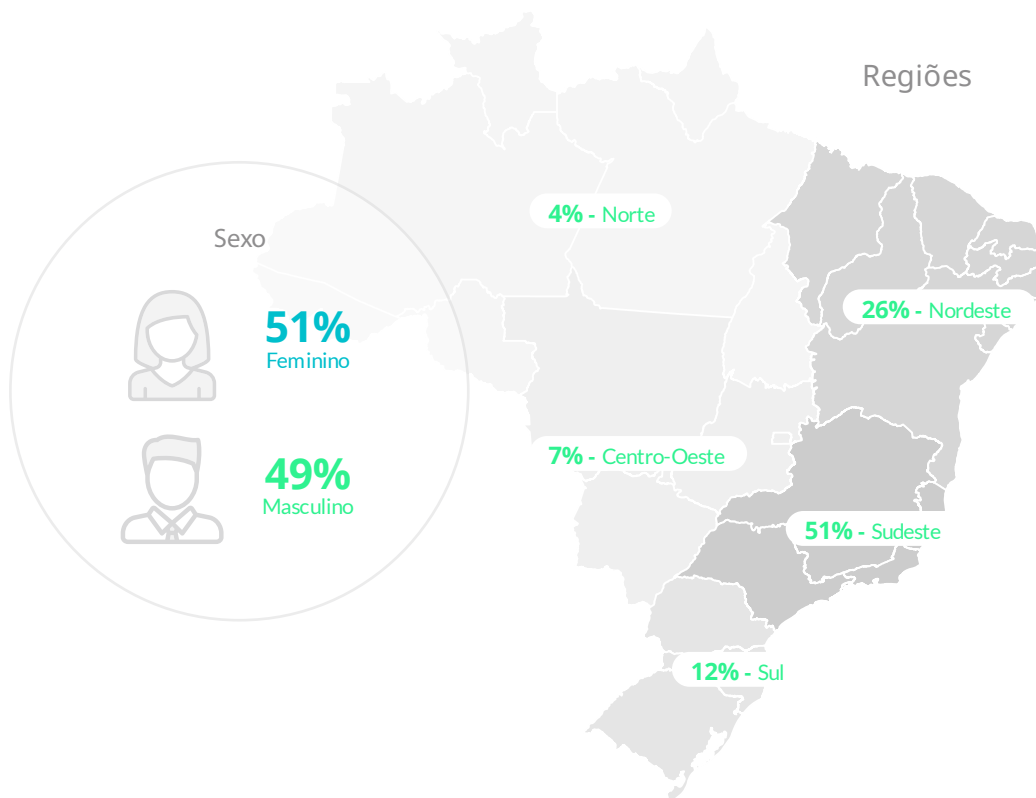 Regiões
4% - Norte
Sexo
51%
Feminino
26% - Nordeste
7% - Centro-Oeste
49%
Masculino
51% - Sudeste
12% - Sul